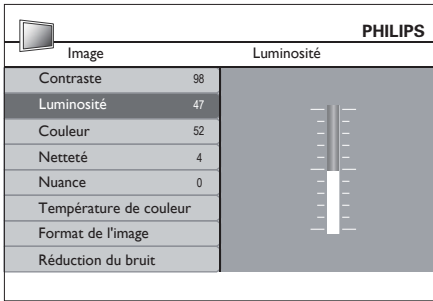 PHILIPS
Image Luminosité
Contraste 98
Luminosité 47
Couleur 52
Netteté 4
Nuance 0
Température de couleur
Format de l'image
Réduction du bruit